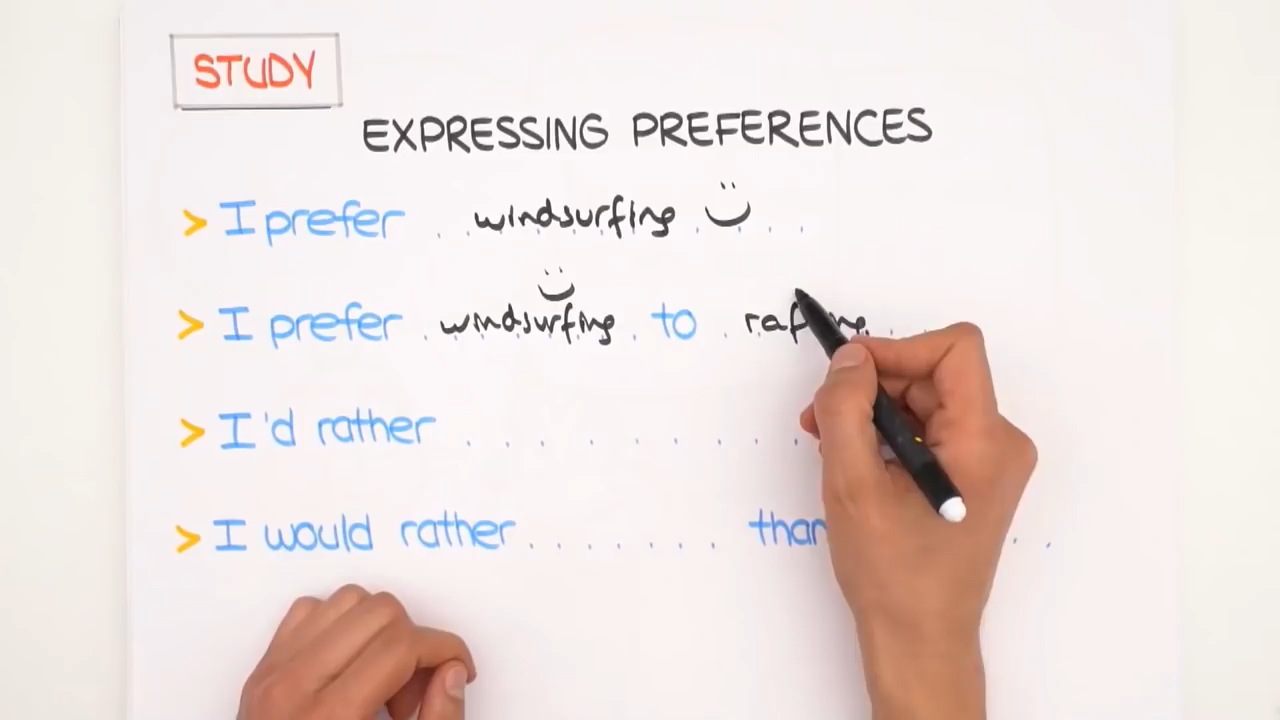 STUDY
EXPRESSING PREFERENCES
> I prefer . . windsurfing . . . .
> I prefer . windsurfing . to .
> I'd rather . . . . . . . . . .
> I would rather . . . . . . . . .